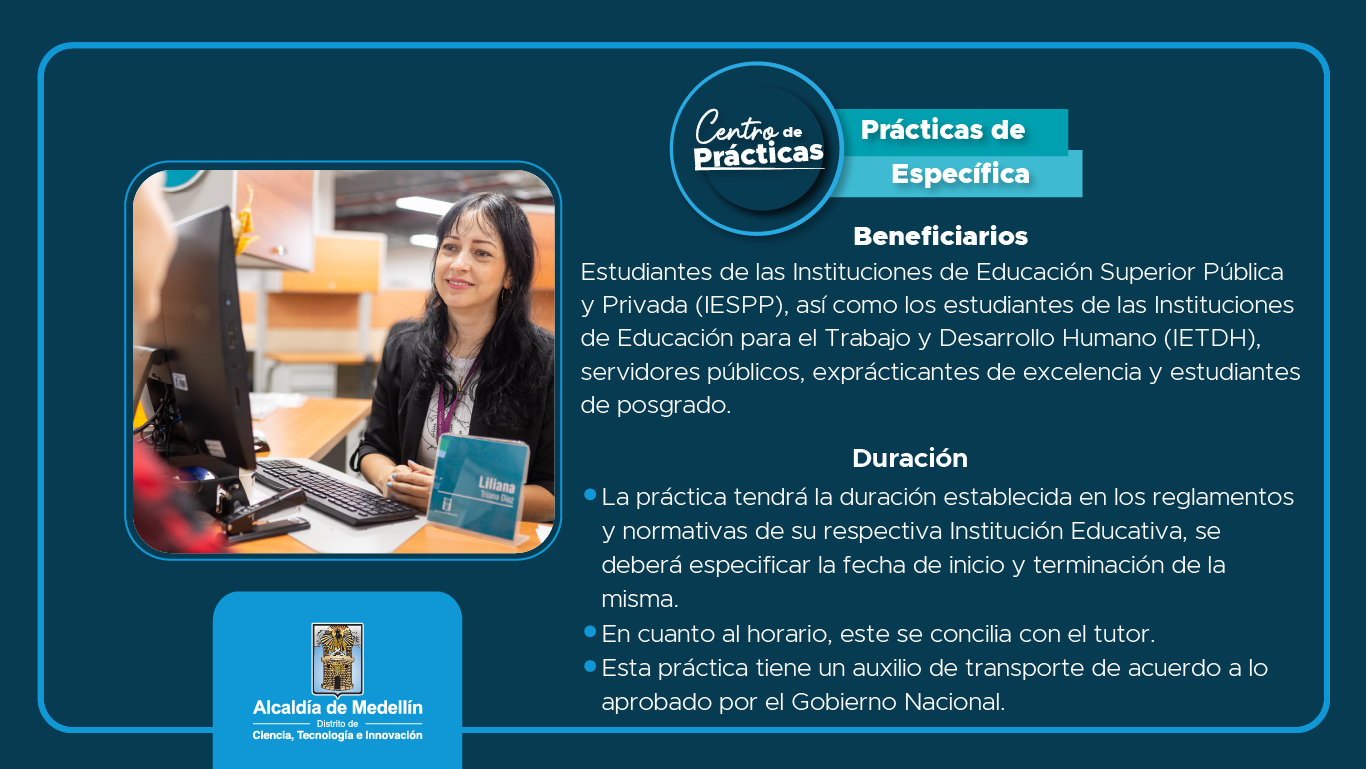 Centro de
Prácticas
Prácticas de
Específica
Beneficiarios
Estudiantes de las Instituciones de Educación Superior Pública
y Privada (IESPP), así como los estudiantes de las Instituciones
de Educación para el Trabajo y Desarrollo Humano (IETDH),
servidores públicos, exprácticantes de excelencia y estudiantes
de posgrado.
Duración
La práctica tendrá la duración establecida en los reglamentos
y normativas de su respectiva Institución Educativa, se
deberá especificar la fecha de inicio y terminación de la
misma.
En cuanto al horario, este se concilia con el tutor.
Esta práctica tiene un auxilio de transporte de acuerdo a lo
aprobado por el Gobierno Nacional.
Liliana
Alcaldía de Medellín
Distrito de
Ciencia, Tecnología e Innovación